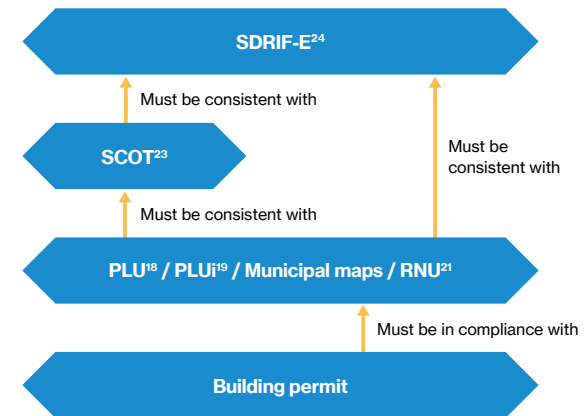 SDRIF-E²⁴
Must be consistent with
SCOT²³
Must be
consistent with
Must be consistent with
PLU¹⁸ / PLUi¹⁹ / Municipal maps / RNU²¹
Must be in compliance with
Building permit